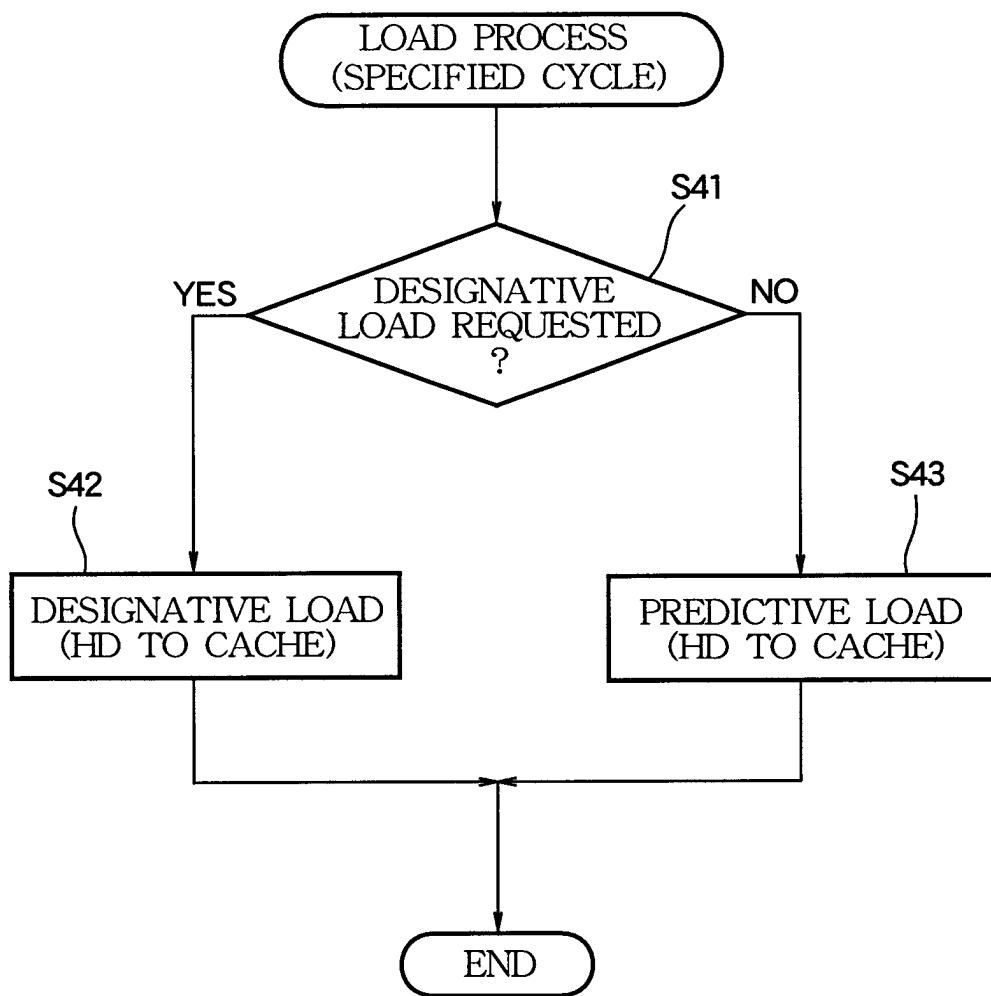 LOAD PROCESS
(SPECIFIED CYCLE)
S41
YES
DESIGNATIVE
LOAD REQUESTED
?
NO
S42
S43
DESIGNATIVE LOAD
(HD TO CACHE)
PREDICTIVE LOAD
(HD TO CACHE)
END